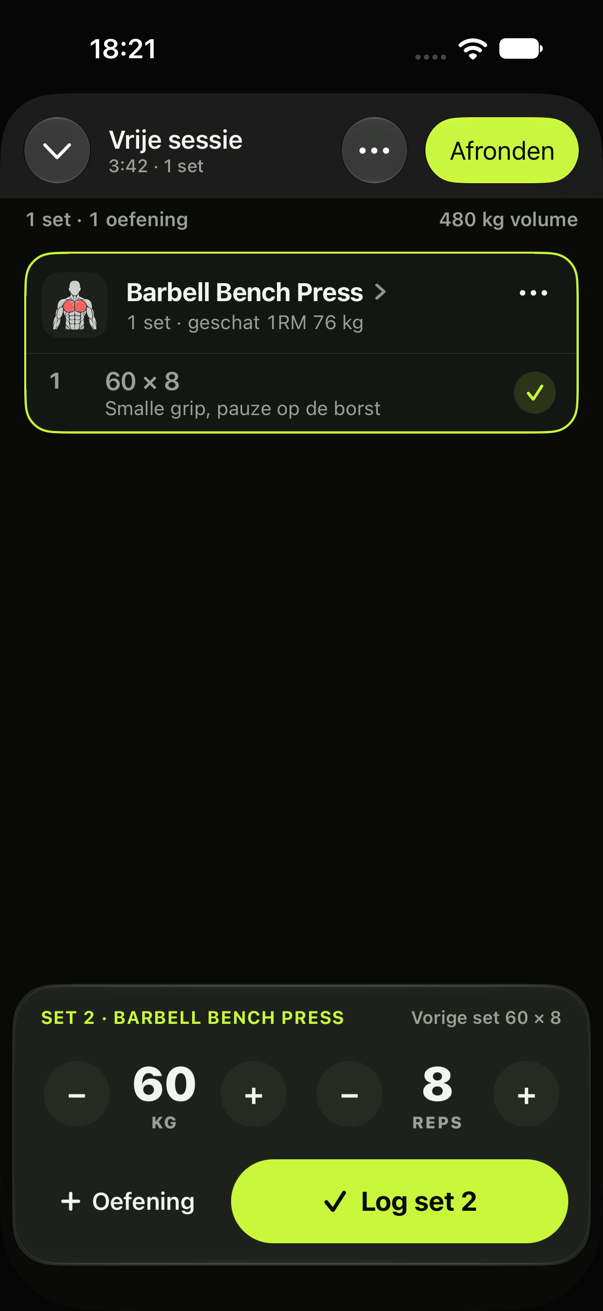 18:21
Vrije sessie
3:42 · 1 set
Afronden
1 set · 1 oefening
480 kg volume
Barbell Bench Press
1 set · geschat 1RM 76 kg
1
60 × 8
Smalle grip, pauze op de borst
SET 2 · BARBELL BENCH PRESS
Vorige set 60 × 8
− 60 + − 8 +
KG REPS
+ Oefening
✓ Log set 2